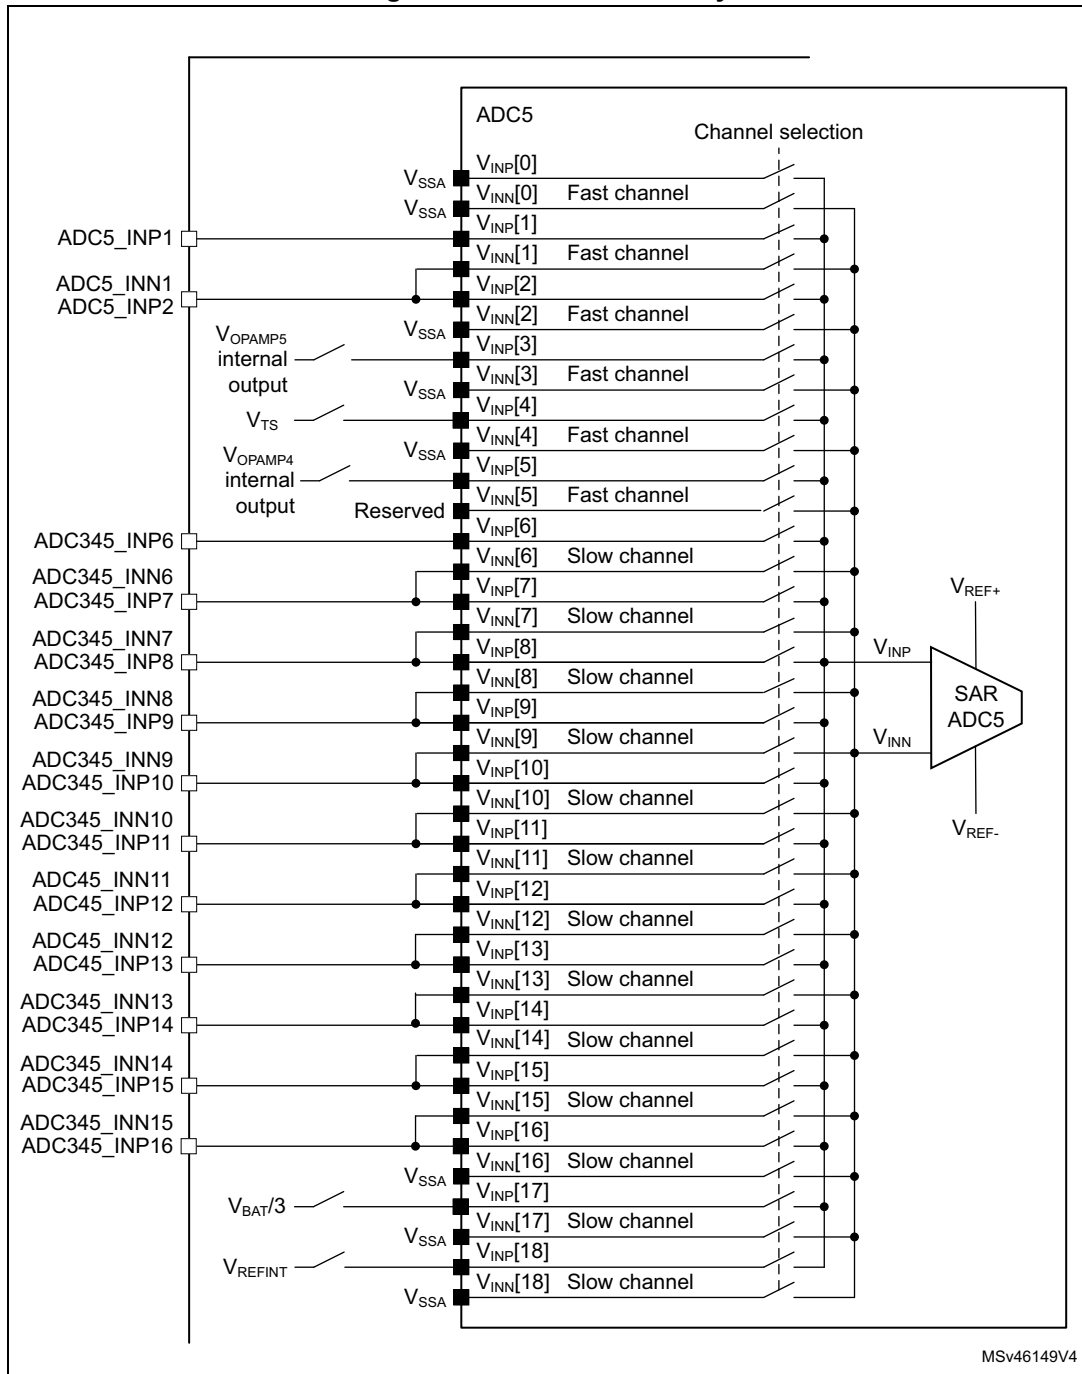 ADC5
Channel selection
VINP[0]
VSSA
VINN[0] Fast channel
VSSA
VINP[1]
ADC5_INP1
VINN[1] Fast channel
ADC5_INN1
VINP[2]
ADC5_INP2
VINN[2] Fast channel
VSSA
VOPAMP5
internal
output
VINP[3]
VINN[3] Fast channel
VSSA
VINP[4]
VTS
VINN[4] Fast channel
VSSA
VOPAMP4
internal
output
VINP[5]
VINN[5] Fast channel
Reserved
VINP[6]
ADC345_INP6
VINN[6] Slow channel
ADC345_INN6
VINP[7]
ADC345_INP7
VINN[7] Slow channel
ADC345_INN7
VINP[8]
ADC345_INP8
VINN[8] Slow channel
ADC345_INN8
VINP[9]
ADC345_INP9
VINN[9] Slow channel
ADC345_INN9
VINP[10]
ADC345_INP10
VINN[10] Slow channel
ADC345_INN10
VINP[11]
ADC345_INP11
VINN[11] Slow channel
ADC45_INN11
VINP[12]
ADC45_INP12
VINN[12] Slow channel
ADC45_INN12
VINP[13]
ADC45_INP13
VINN[13] Slow channel
ADC345_INN13
VINP[14]
ADC345_INP14
VINN[14] Slow channel
ADC345_INN14
VINP[15]
ADC345_INP15
VINN[15] Slow channel
ADC345_INN15
VINP[16]
ADC345_INP16
VINN[16] Slow channel
VSSA
VINP[17]
VBAT/3
VINN[17] Slow channel
VSSA
VINP[18]
VREFINT
VINN[18] Slow channel
VSSA
VREF+
VINP
SAR
ADC5
VINN
VREF-
MSv46149V4